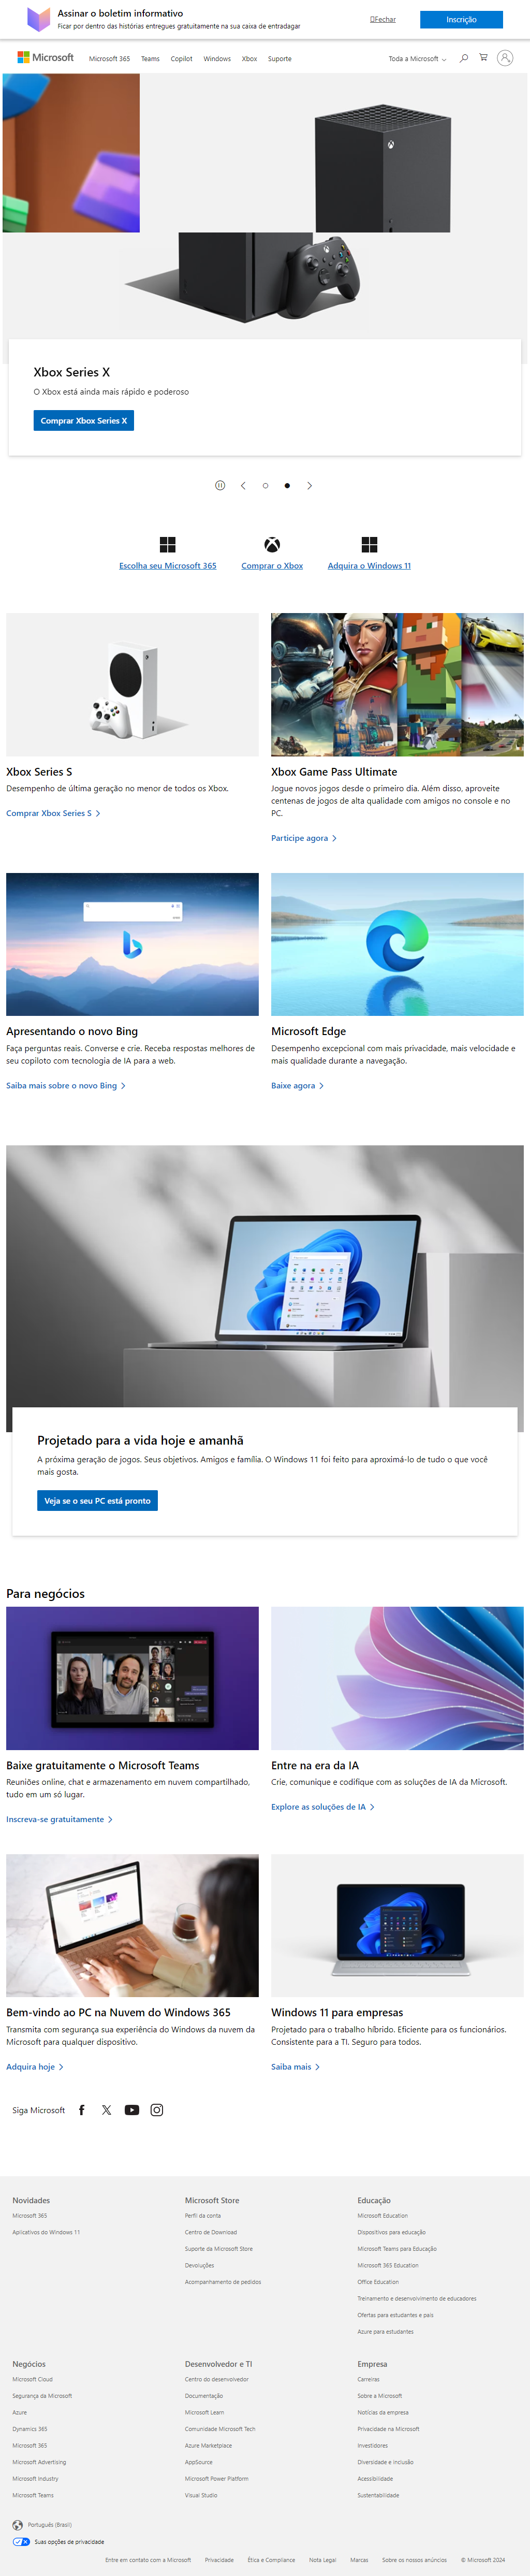 Assinar o boletim informativo
Ficar por dentro das histórias entregues gratuitamente na sua caixa de entradagar
Fechar
Inscrição
Microsoft
Microsoft 365
Teams
Copilot
Windows
Xbox
Suporte
Toda a Microsoft
Xbox Series X
O Xbox está ainda mais rápido e poderoso
Comprar Xbox Series X
Escolha seu Microsoft 365
Comprar o Xbox
Adquira o Windows 11
Xbox Series S
Desempenho de última geração no menor de todos os Xbox.
Comprar Xbox Series S
Xbox Game Pass Ultimate
Jogue novos jogos desde o primeiro dia. Além disso, aproveite
centenas de jogos de alta qualidade com amigos no console e no
PC.
Participe agora
Apresentando o novo Bing
Faça perguntas reais. Converse e crie. Receba respostas melhores de
seu copiloto com tecnologia de IA para a web.
Saiba mais sobre o novo Bing
Microsoft Edge
Desempenho excepcional com mais privacidade, mais velocidade e
mais qualidade durante a navegação.
Baixe agora
Projetado para a vida hoje e amanhã
A próxima geração de jogos. Seus objetivos. Amigos e família. O Windows 11 foi feito para aproximá-lo de tudo o que você
mais gosta.
Veja se o seu PC está pronto
Para negócios
Baixe gratuitamente o Microsoft Teams
Reuniões online, chat e armazenamento em nuvem compartilhado,
tudo em um só lugar.
Inscreva-se gratuitamente
Entre na era da IA
Crie, comunique e codifique com as soluções de IA da Microsoft.
Explore as soluções de IA
Bem-vindo ao PC na Nuvem do Windows 365
Transmita com segurança sua experiência do Windows da nuvem da
Microsoft para qualquer dispositivo.
Adquira hoje
Windows 11 para empresas
Projetado para o trabalho híbrido. Eficiente para os funcionários.
Consistente para a TI. Seguro para todos.
Saiba mais
Siga Microsoft
Novidades
Microsoft 365
Aplicativos do Windows 11
Microsoft Store
Perfil da conta
Centro de Download
Suporte da Microsoft Store
Devoluções
Acompanhamento de pedidos
Educação
Microsoft Education
Dispositivos para educação
Microsoft Teams para Educação
Microsoft 365 Education
Office Education
Treinamento e desenvolvimento de educadores
Ofertas para estudantes e pais
Azure para estudantes
Negócios
Microsoft Cloud
Segurança da Microsoft
Azure
Dynamics 365
Microsoft 365
Microsoft Advertising
Microsoft Industry
Microsoft Teams
Desenvolvedor e TI
Centro do desenvolvedor
Documentação
Microsoft Learn
Comunidade Microsoft Tech
Azure Marketplace
AppSource
Microsoft Power Platform
Visual Studio
Empresa
Carreiras
Sobre a Microsoft
Notícias da empresa
Privacidade na Microsoft
Investidores
Diversidade e inclusão
Acessibilidade
Sustentabilidade
Português (Brasil)
Suas opções de privacidade
Entre em contato com a Microsoft
Privacidade
Ética e Compliance
Nota Legal
Marcas
Sobre os nossos anúncios
© Microsoft 2024